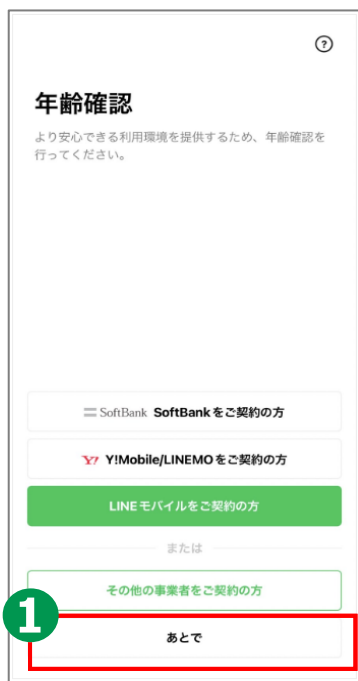 ?
年齢確認
より安心できる利用環境を提供するため、年齢確認を
行ってください。
SoftBank SoftBankをご契約の方
Y! Y!Mobile/LINEMOをご契約の方
LINEモバイルをご契約の方
または
その他の事業者をご契約の方
1
あとで